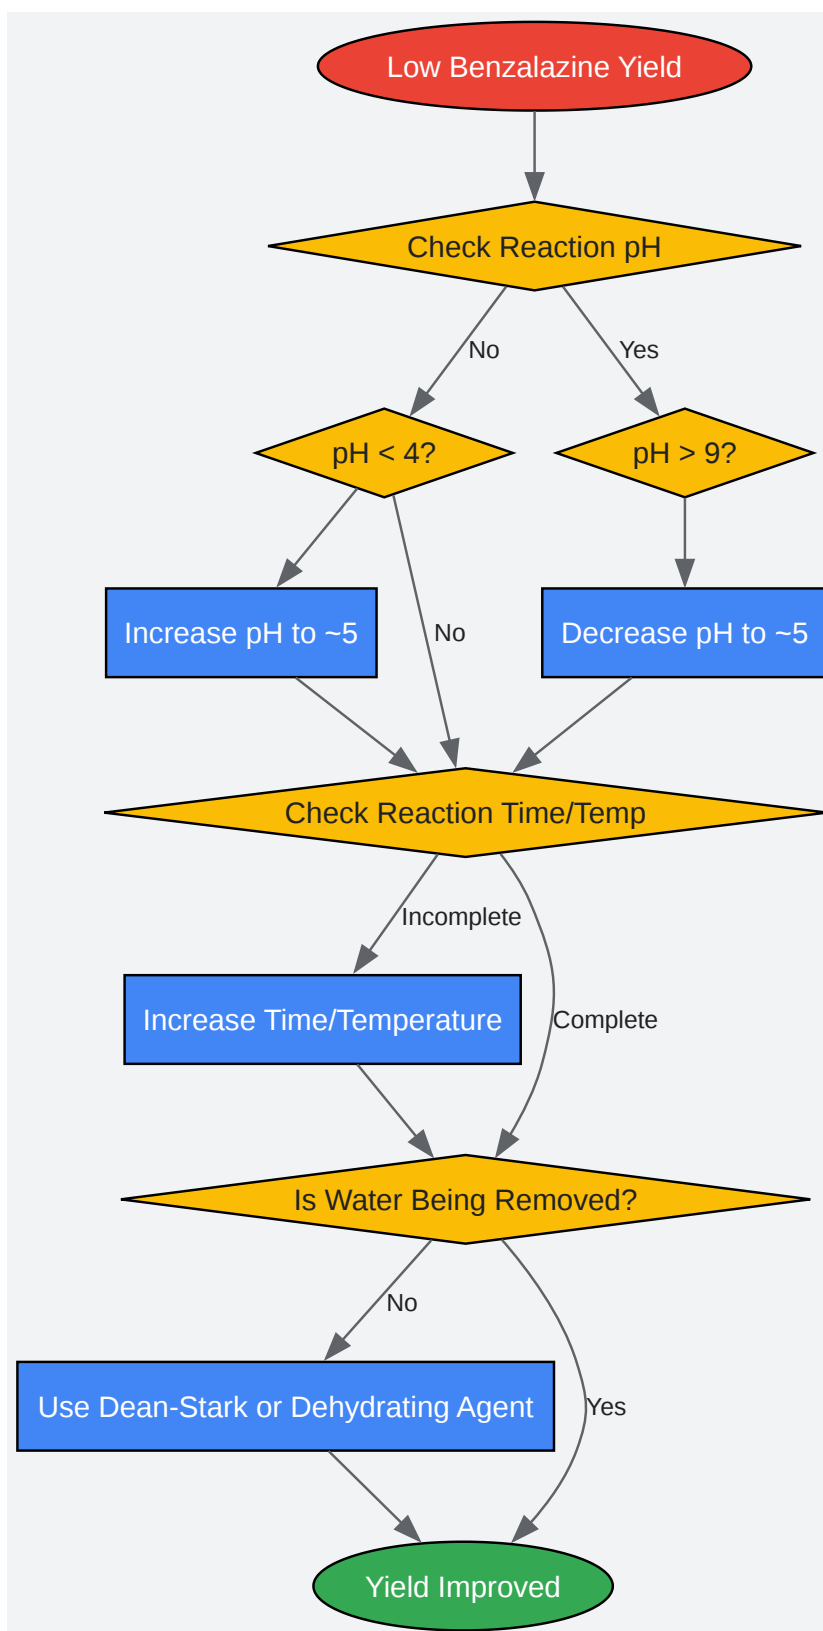 Low Benzalazine Yield
Check Reaction pH
No
Yes
pH < 4?
pH > 9?
Increase pH to ~5
No
Decrease pH to ~5
Check Reaction Time/Temp
Incomplete
Increase Time/Temperature
Complete
Is Water Being Removed?
No
Use Dean-Stark or Dehydrating Agent
Yes
Yield Improved